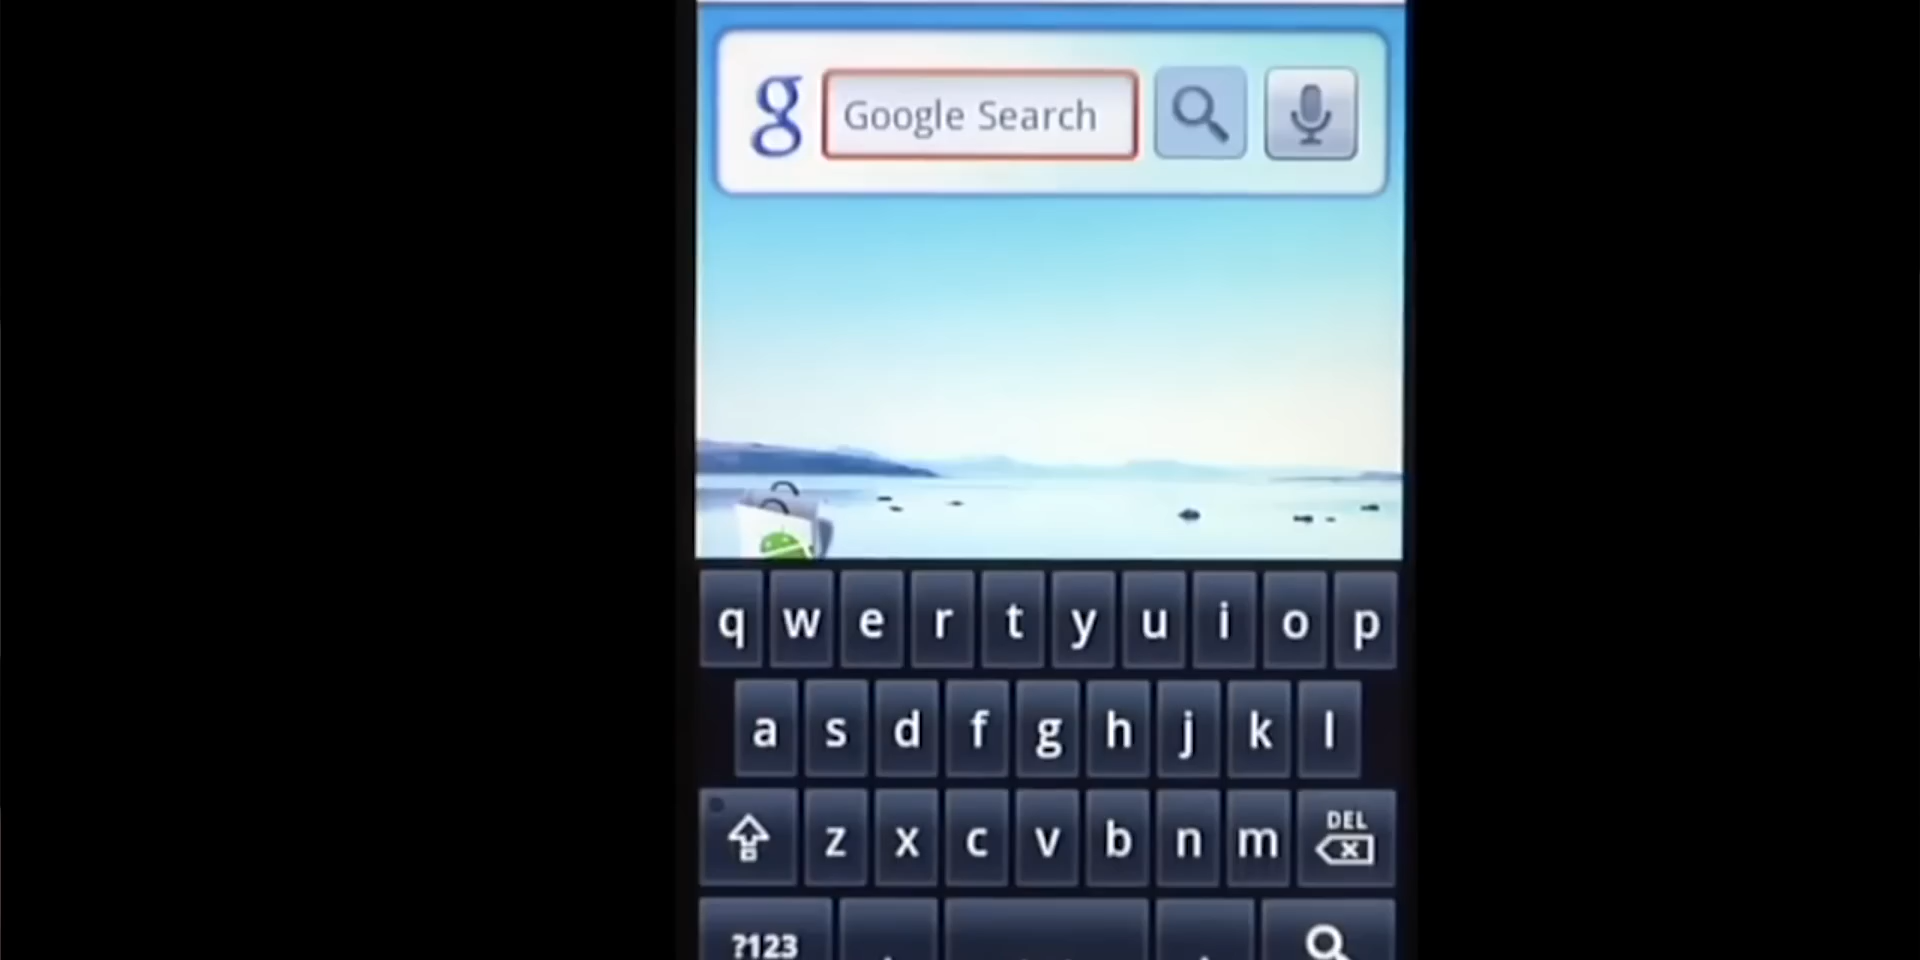 g Google Search
q w e r t y u i o p
a s d f g h j k l
z x c v b n m DEL
?123 , .